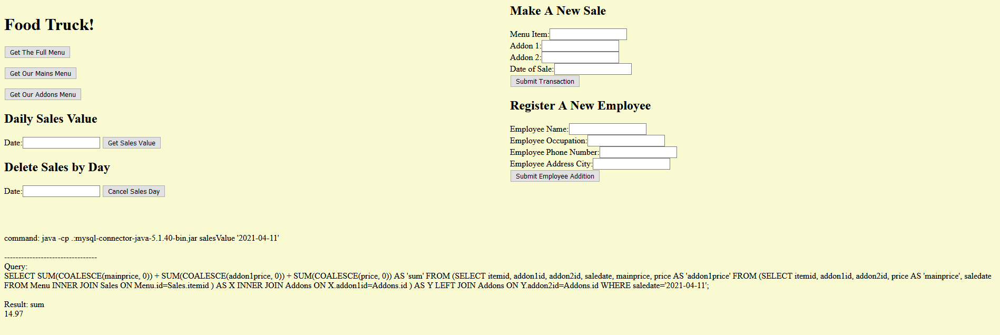 Food Truck!
Get The Full Menu
Get Our Mains Menu
Get Our Addons Menu
Daily Sales Value
Date: Get Sales Value
Delete Sales by Day
Date: Cancel Sales Day
Make A New Sale
Menu Item:
Addon 1:
Addon 2:
Date of Sale:
Submit Transaction
Register A New Employee
Employee Name:
Employee Occupation:
Employee Phone Number:
Employee Address City:
Submit Employee Addition
command: java -cp .:mysql-connector-java-5.1.40-bin.jar salesValue '2021-04-11'
---------------------------------
Query:
SELECT SUM(COALESCE(mainprice, 0)) + SUM(COALESCE(addon1price, 0)) + SUM(COALESCE(price, 0)) AS 'sum' FROM (SELECT itemid, addon1id, addon2id, saledate, mainprice, price AS 'addon1price' FROM (SELECT itemid, addon1id, addon2id, price AS 'mainprice', saledate
FROM Menu INNER JOIN Sales ON Menu.id=Sales.itemid ) AS X INNER JOIN Addons ON X.addon1id=Addons.id ) AS Y LEFT JOIN Addons ON Y.addon2id=Addons.id WHERE saledate='2021-04-11';
Result: sum
14.97